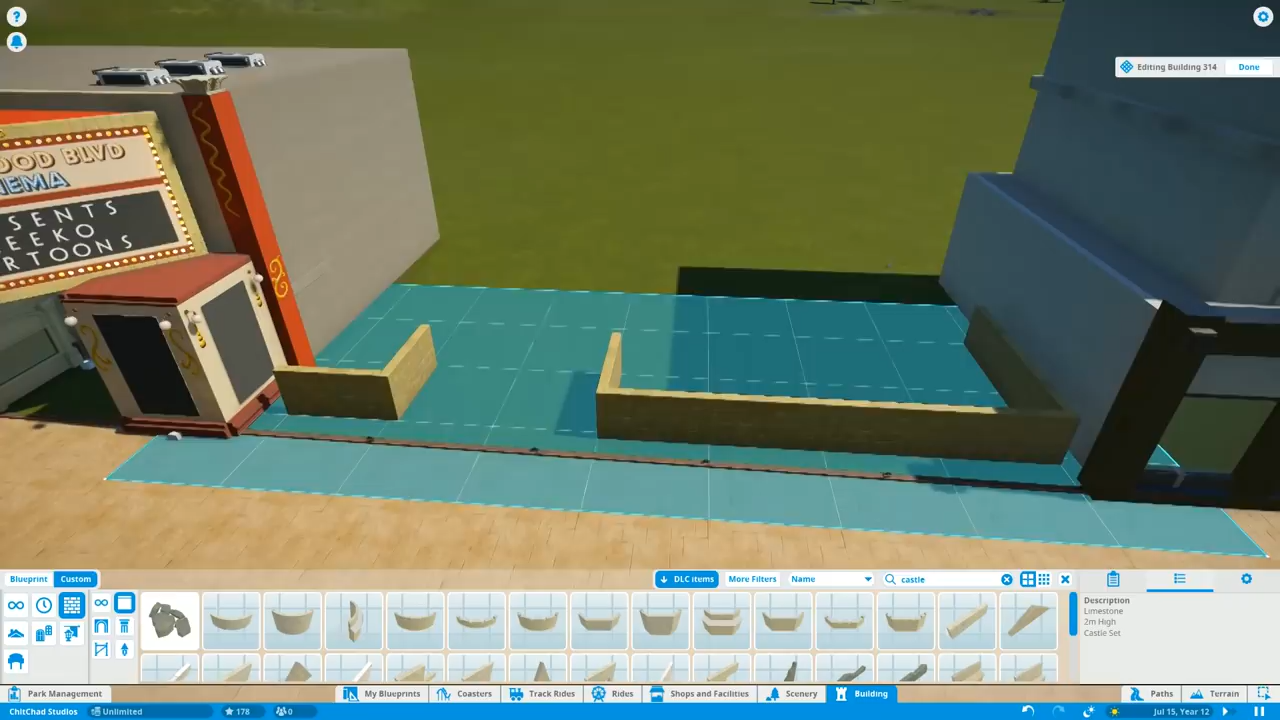 ?
Editing Building 314
Done
OOD BLVD
NEMA
SENTS
EEKO
RTOONS
Blueprint
Custom
DLC items
More Filters
Name
castle
Description
Limestone
2m High
Castle Set
Park Management
My Blueprints
Coasters
Track Rides
Rides
Shops and Facilities
Scenery
Building
Paths
Terrain
ChitChad Studios
Unlimited
178
0
Jul 15, Year 12